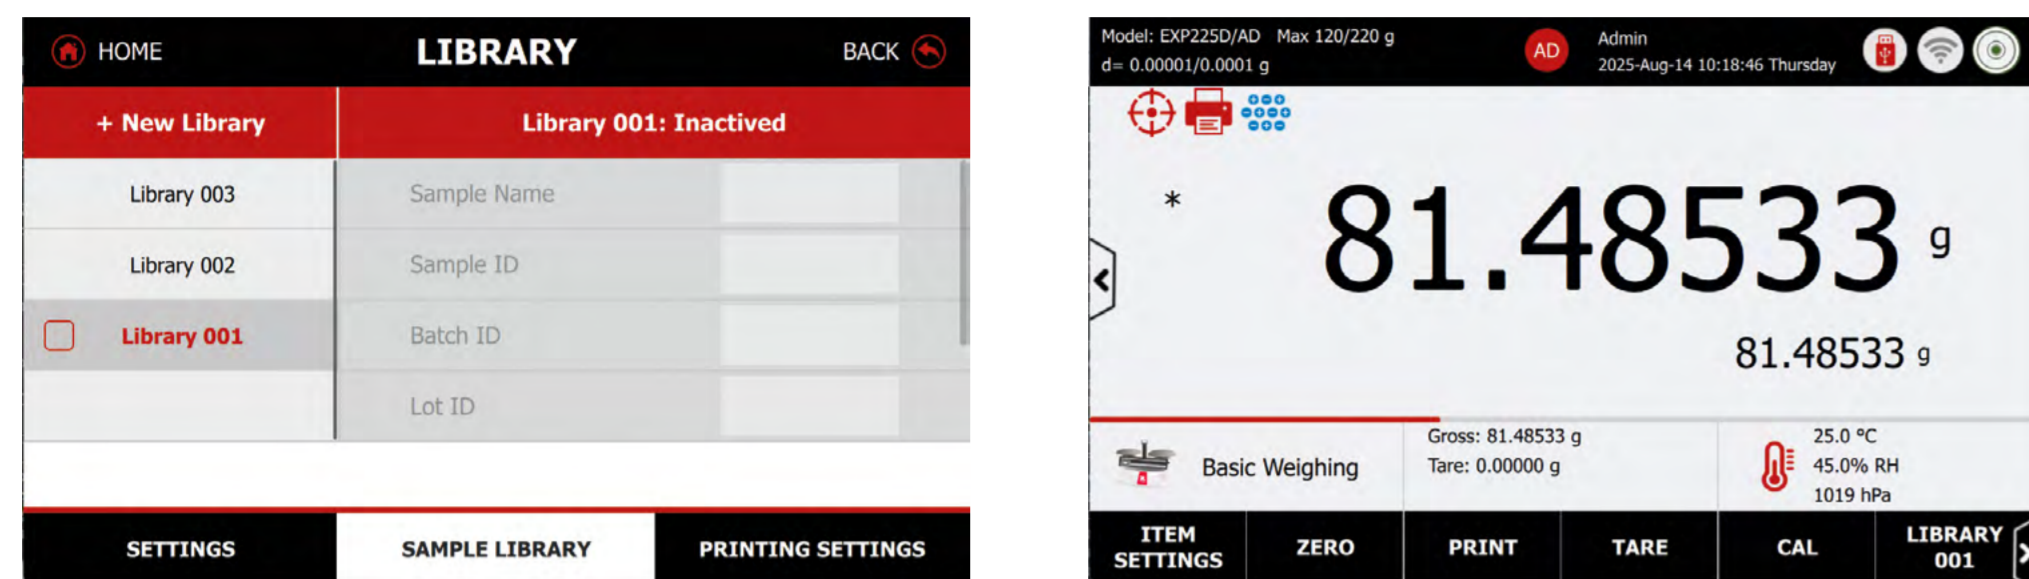 HOME
LIBRARY
BACK
+ New Library
Library 001: Inactived
Library 003
Sample Name
Library 002
Sample ID
Library 001
Batch ID
Lot ID
SETTINGS
SAMPLE LIBRARY
PRINTING SETTINGS
Model: EXP225D/AD Max 120/220 g
d= 0.00001/0.0001 g
AD
Admin
2025-Aug-14 10:18:46 Thursday
*
81.48533 g
81.48533 g
Basic Weighing
Gross: 81.48533 g
Tare: 0.00000 g
25.0 °C
45.0% RH
1019 hPa
ITEM
SETTINGS
ZERO
PRINT
TARE
CAL
LIBRARY
001